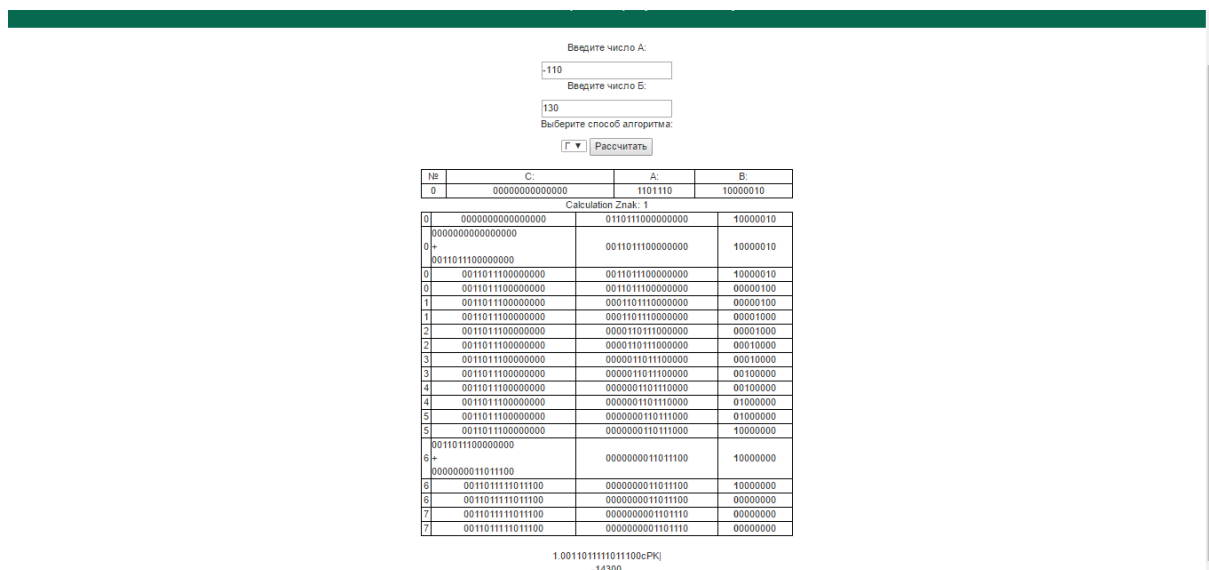 Введите число А:
-110
Введите число Б:
130
Выберите способ алгоритма:
Г ▼ Рассчитать
№ C: A: B:
0 00000000000000 1101110 10000010
Calculation Znak: 1
0 0000000000000000 0110111000000000 10000010
0000000000000000
0 + 0011011100000000 10000010
0011011100000000
0 0011011100000000 0011011100000000 10000010
0 0011011100000000 0011011100000000 00000100
1 0011011100000000 0001101110000000 00000100
1 0011011100000000 0001101110000000 00001000
2 0011011100000000 0000110111000000 00001000
2 0011011100000000 0000110111000000 00010000
3 0011011100000000 0000011011100000 00010000
3 0011011100000000 0000011011100000 00100000
4 0011011100000000 0000001101110000 00100000
4 0011011100000000 0000001101110000 01000000
5 0011011100000000 0000000110111000 01000000
5 0011011100000000 0000000110111000 10000000
0011011100000000
6 + 0000000011011100 10000000
0000000011011100
6 0011011111011100 0000000011011100 10000000
6 0011011111011100 0000000011011100 00000000
7 0011011111011100 0000000001101110 00000000
7 0011011111011100 0000000001101110 00000000
1.0011011111011100cPK|
-14300